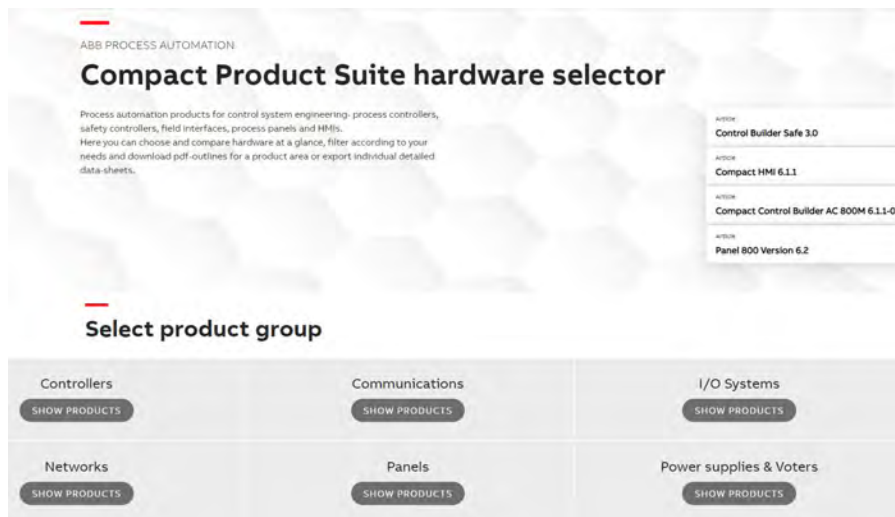 ABB PROCESS AUTOMATION
Compact Product Suite hardware selector
Process automation products for control system engineering- process controllers,
safety controllers, field interfaces, process panels and HMIs.
Here you can choose and compare hardware at a glance, filter according to your
needs and download pdf-outlines for a product area or export individual detailed
data-sheets.
Article
Control Builder Safe 3.0
Article
Compact HMI 6.1.1
Article
Compact Control Builder AC 800M 6.1.1-0
Article
Panel 800 Version 6.2
Select product group
Controllers
SHOW PRODUCTS
Communications
SHOW PRODUCTS
I/O Systems
SHOW PRODUCTS
Networks
SHOW PRODUCTS
Panels
SHOW PRODUCTS
Power supplies & Voters
SHOW PRODUCTS